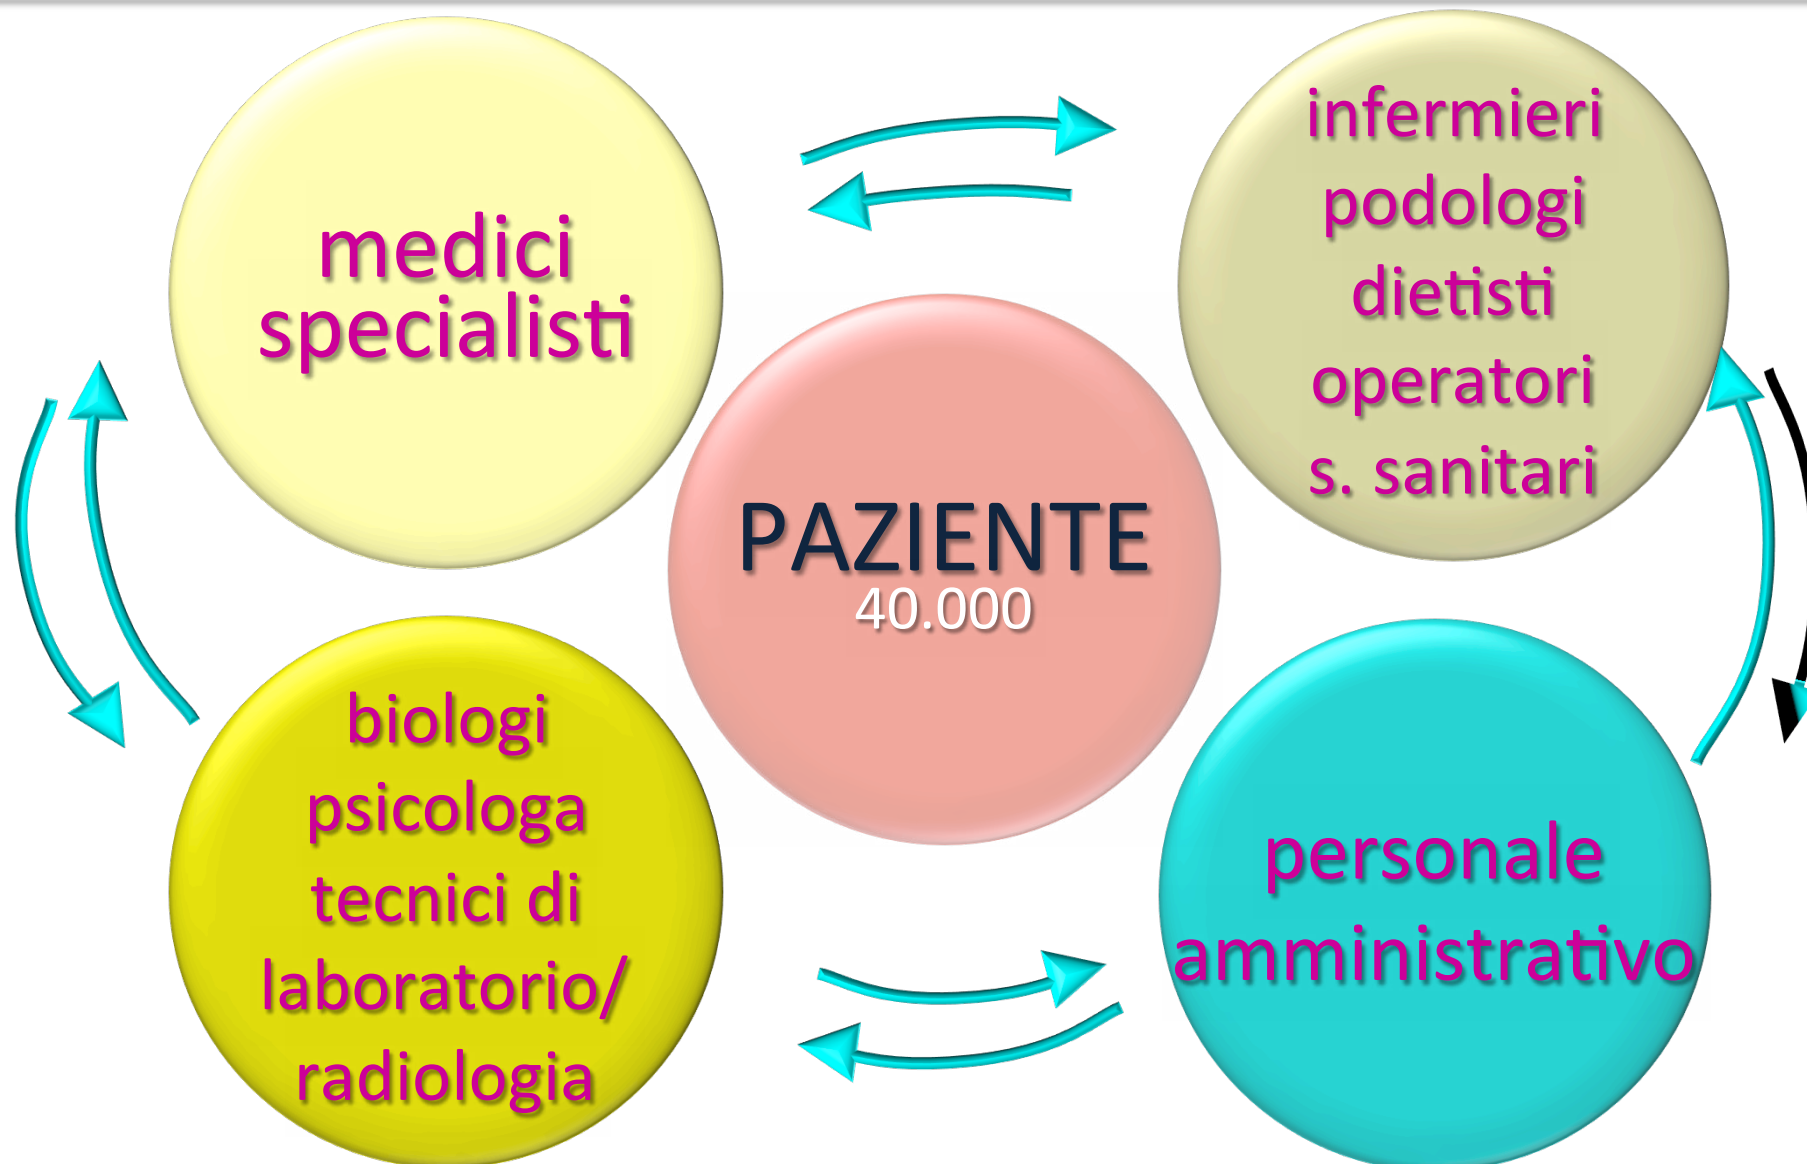 medici
specialisti
infermieri
podologi
dietisti
operatori
s. sanitari
PAZIENTE
40.000
biologi
psicologa
tecnici di
laboratorio/
radiologia
personale
amministrativo